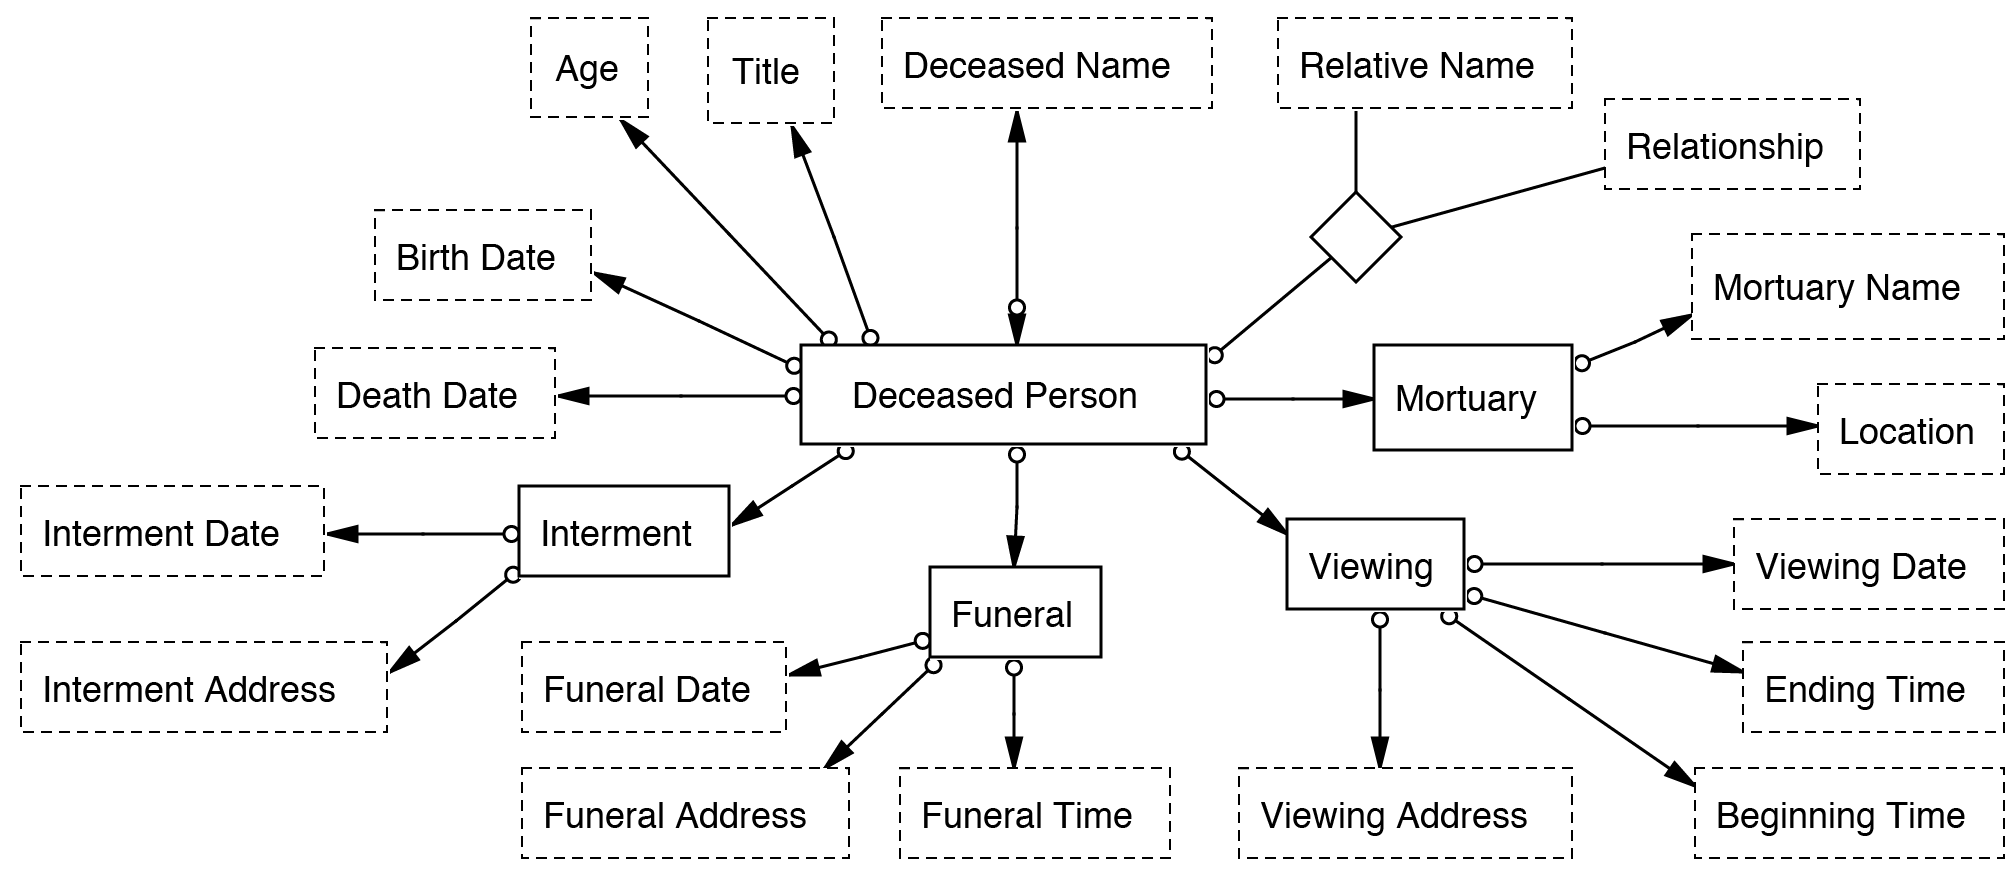 Age
Title
Deceased Name
Relative Name
Relationship
Birth Date
Mortuary Name
Death Date
Deceased Person
Mortuary
Location
Interment Date
Interment
Viewing
Viewing Date
Funeral
Interment Address
Funeral Date
Ending Time
Funeral Address
Funeral Time
Viewing Address
Beginning Time